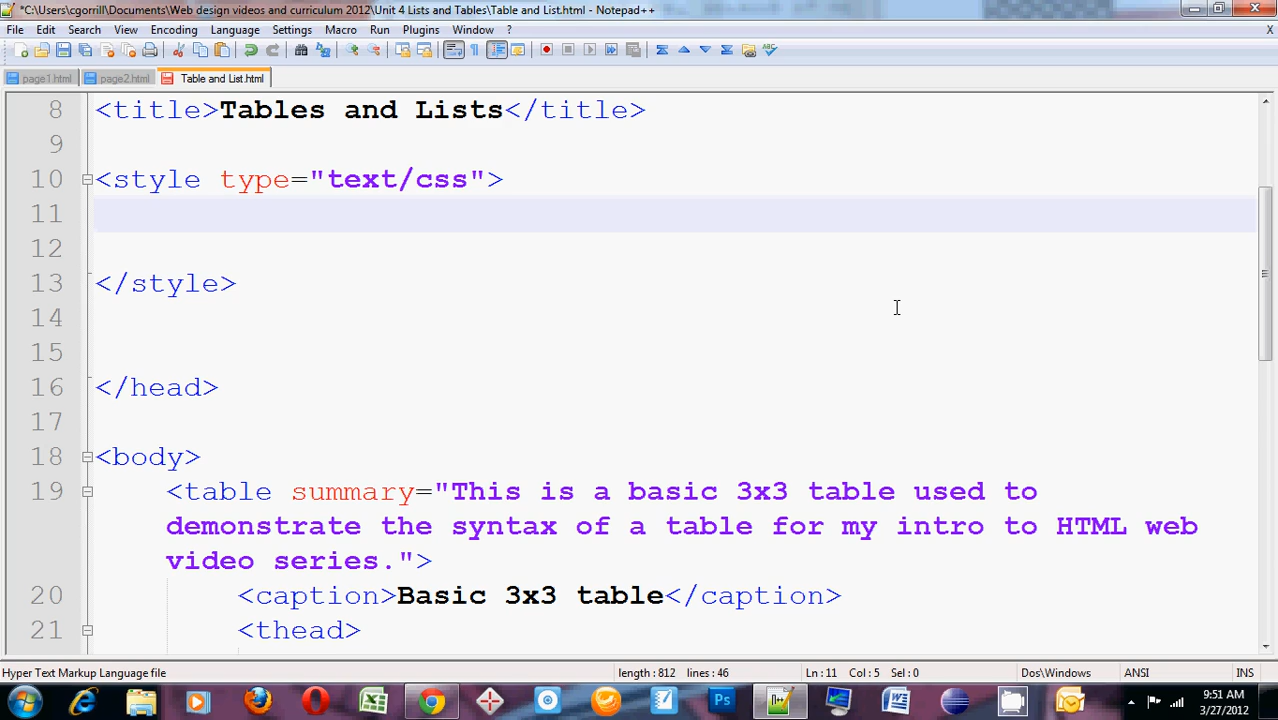 *C:\Users\cgorrill\Documents\Web design videos and curriculum 2012\Unit 4 Lists and Tables\Table and List.html - Notepad++
File Edit Search View Encoding Language Settings Macro Run Plugins Window ? X
page1.html page2.html Table and List.html
8 <title>Tables and Lists</title>
9
10 <style type="text/css">
11
12
13 </style>
14
15
16 </head>
17
18 <body>
19 <table summary="This is a basic 3x3 table used to
demonstrate the syntax of a table for my intro to HTML web
video series.">
20 <caption>Basic 3x3 table</caption>
21 <thead>
Hyper Text Markup Language file length : 812 lines : 46 Ln : 11 Col : 5 Sel : 0 Dos\Windows ANSI INS
9:51 AM
3/27/2012